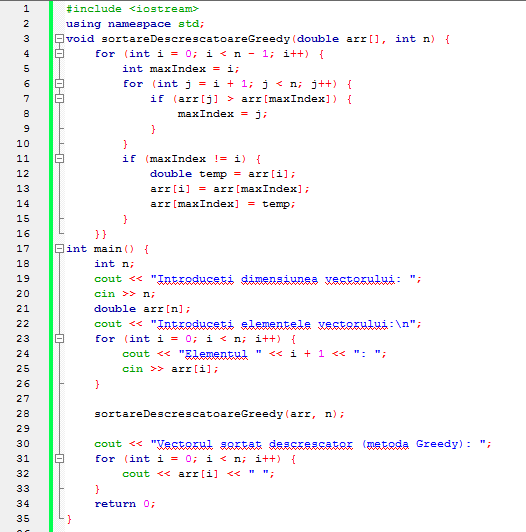 1 #include <iostream>
2 using namespace std;
3 void sortareDescrescatoareGreedy(double arr[], int n) {
4 for (int i = 0; i < n - 1; i++) {
5 int maxIndex = i;
6 for (int j = i + 1; j < n; j++) {
7 if (arr[j] > arr[maxIndex]) {
8 maxIndex = j;
9 }
10 }
11 if (maxIndex != i) {
12 double temp = arr[i];
13 arr[i] = arr[maxIndex];
14 arr[maxIndex] = temp;
15 }
16 }}
17 int main() {
18 int n;
19 cout << "Introduceti dimensiunea vectorului: ";
20 cin >> n;
21 double arr[n];
22 cout << "Introduceti elementele vectorului:\n";
23 for (int i = 0; i < n; i++) {
24 cout << "Elementul " << i + 1 << ": ";
25 cin >> arr[i];
26 }
27
28 sortareDescrescatoareGreedy(arr, n);
29
30 cout << "Vectorul sortat descrescator (metoda Greedy): ";
31 for (int i = 0; i < n; i++) {
32 cout << arr[i] << " ";
33 }
34 return 0;
35 }